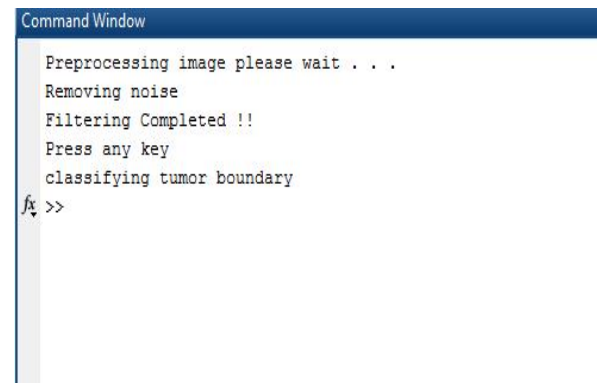 Command Window
Preprocessing image please wait . . .
Removing noise
Filtering Completed !!
Press any key
classifying tumor boundary
fx >>